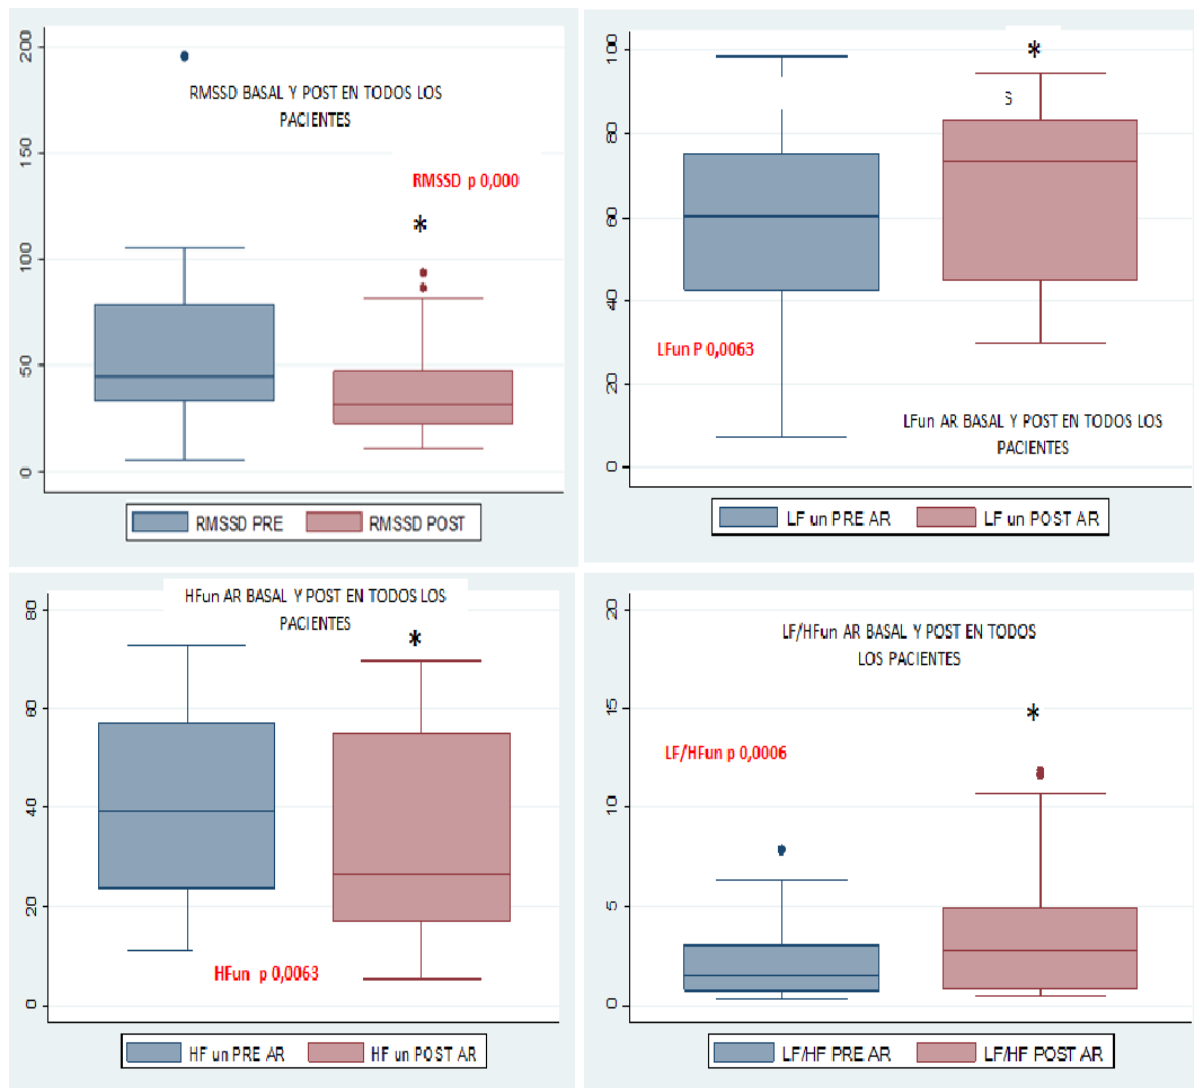 200
150
100
50
0
RMSSD BASAL Y POST EN TODOS LOS
PACIENTES
RMSSD p 0,000
*
RMSSD PRE
RMSSD POST
100
80
60
40
20
0
*
S
LFun P 0,0063
LFun AR BASAL Y POST EN TODOS LOS
PACIENTES
LF un PRE AR
LF un POST AR
80
60
40
20
0
HFun AR BASAL Y POST EN TODOS LOS
PACIENTES
*
HFun p 0,0063
HF un PRE AR
HF un POST AR
20
15
10
5
0
LF/HFun AR BASAL Y POST EN TODOS
LOS PACIENTES
*
LF/HFun p 0,0006
LF/HF PRE AR
LF/HF POST AR